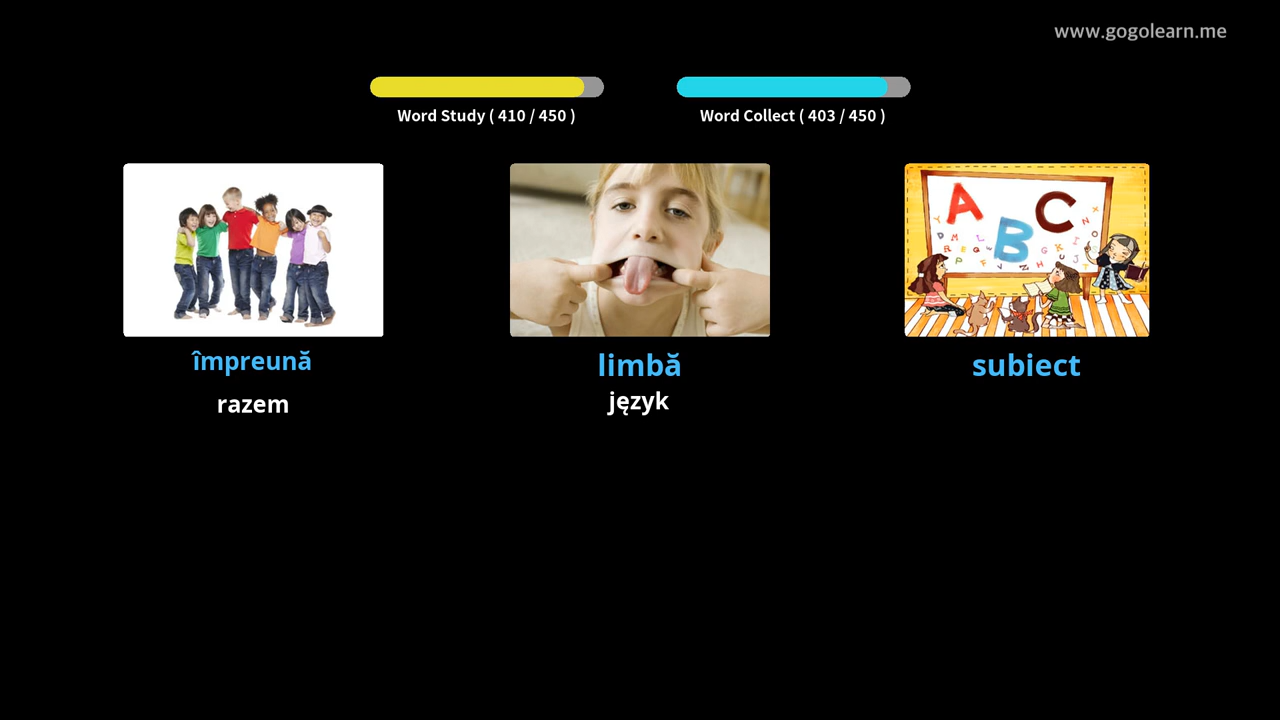 www.gogolearn.me
Word Study ( 410 / 450 )
Word Collect ( 403 / 450 )
A B C
împreună
limbă
subiect
razem
język